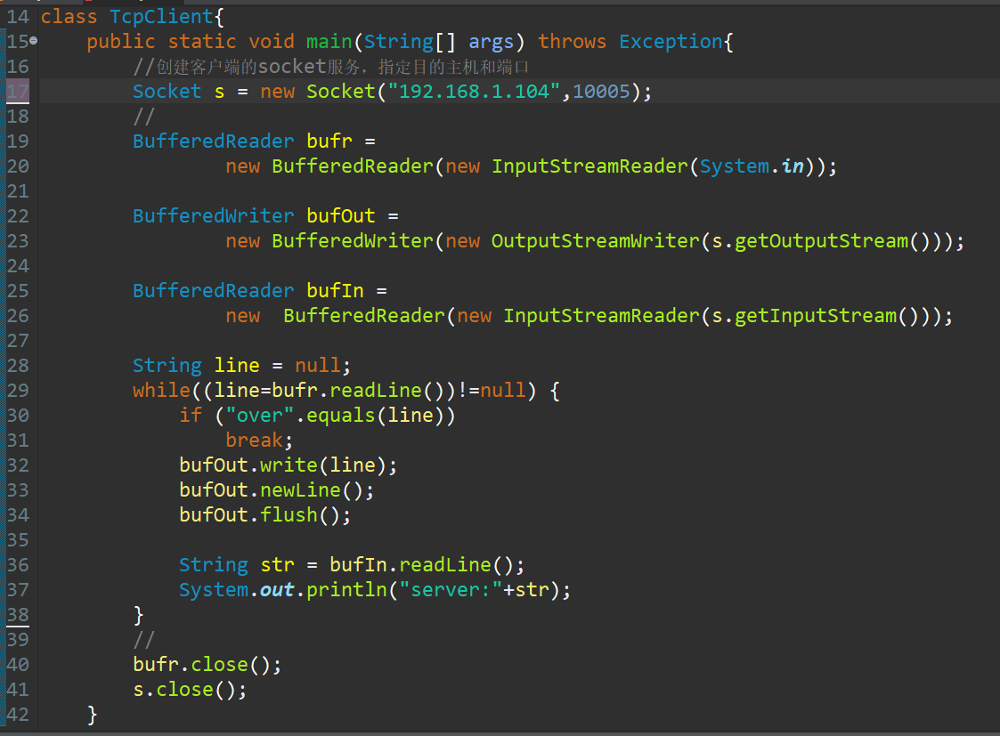 14 class TcpClient{
15 public static void main(String[] args) throws Exception{
16 //创建客户端的socket服务，指定目的主机和端口
17 Socket s = new Socket("192.168.1.104",10005);
18 //
19 BufferedReader bufr =
20 new BufferedReader(new InputStreamReader(System.in));
21
22 BufferedWriter bufOut =
23 new BufferedWriter(new OutputStreamWriter(s.getOutputStream()));
24
25 BufferedReader bufIn =
26 new  BufferedReader(new InputStreamReader(s.getInputStream()));
27
28 String line = null;
29 while((line=bufr.readLine())!=null) {
30 if ("over".equals(line))
31 break;
32 bufOut.write(line);
33 bufOut.newLine();
34 bufOut.flush();
35
36 String str = bufIn.readLine();
37 System.out.println("server:"+str);
38 }
39 //
40 bufr.close();
41 s.close();
42 }